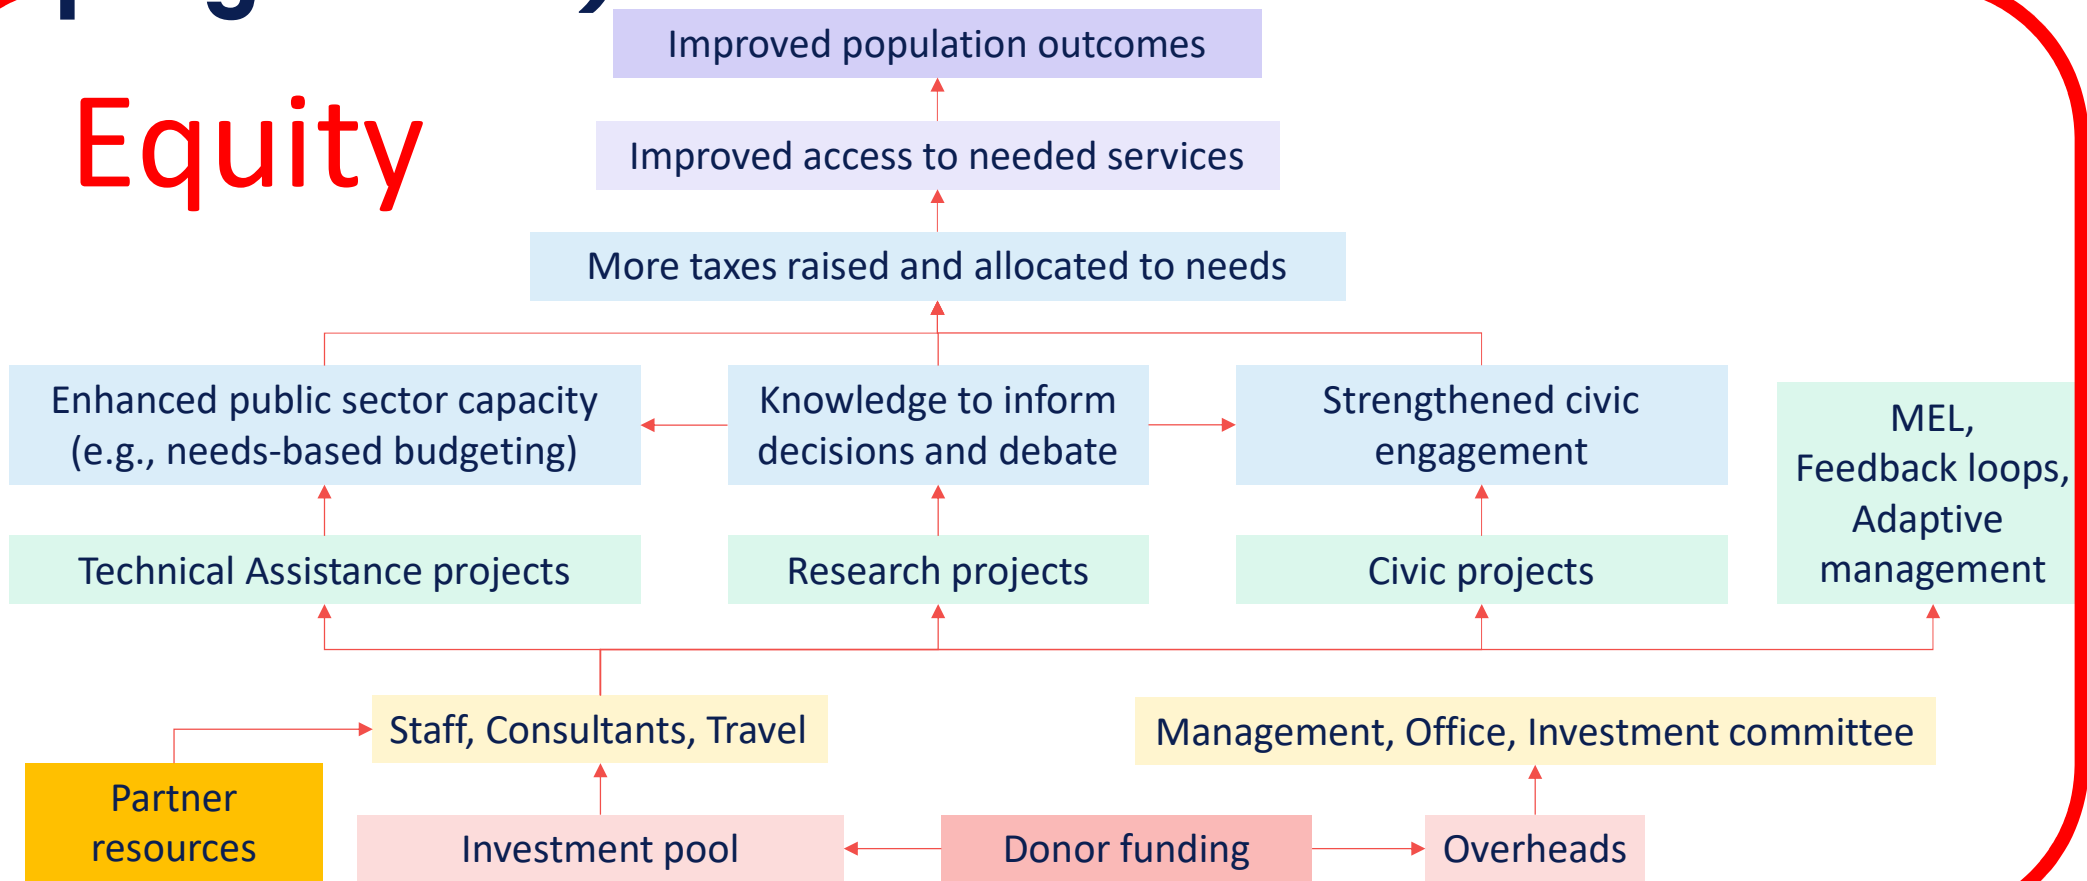 Improved population outcomes
Equity
Improved access to needed services
More taxes raised and allocated to needs
Enhanced public sector capacity
(e.g., needs-based budgeting)
Knowledge to inform
decisions and debate
Strengthened civic
engagement
MEL,
Feedback loops,
Adaptive
management
Technical Assistance projects
Research projects
Civic projects
Staff, Consultants, Travel
Management, Office, Investment committee
Partner
resources
Investment pool
Donor funding
Overheads